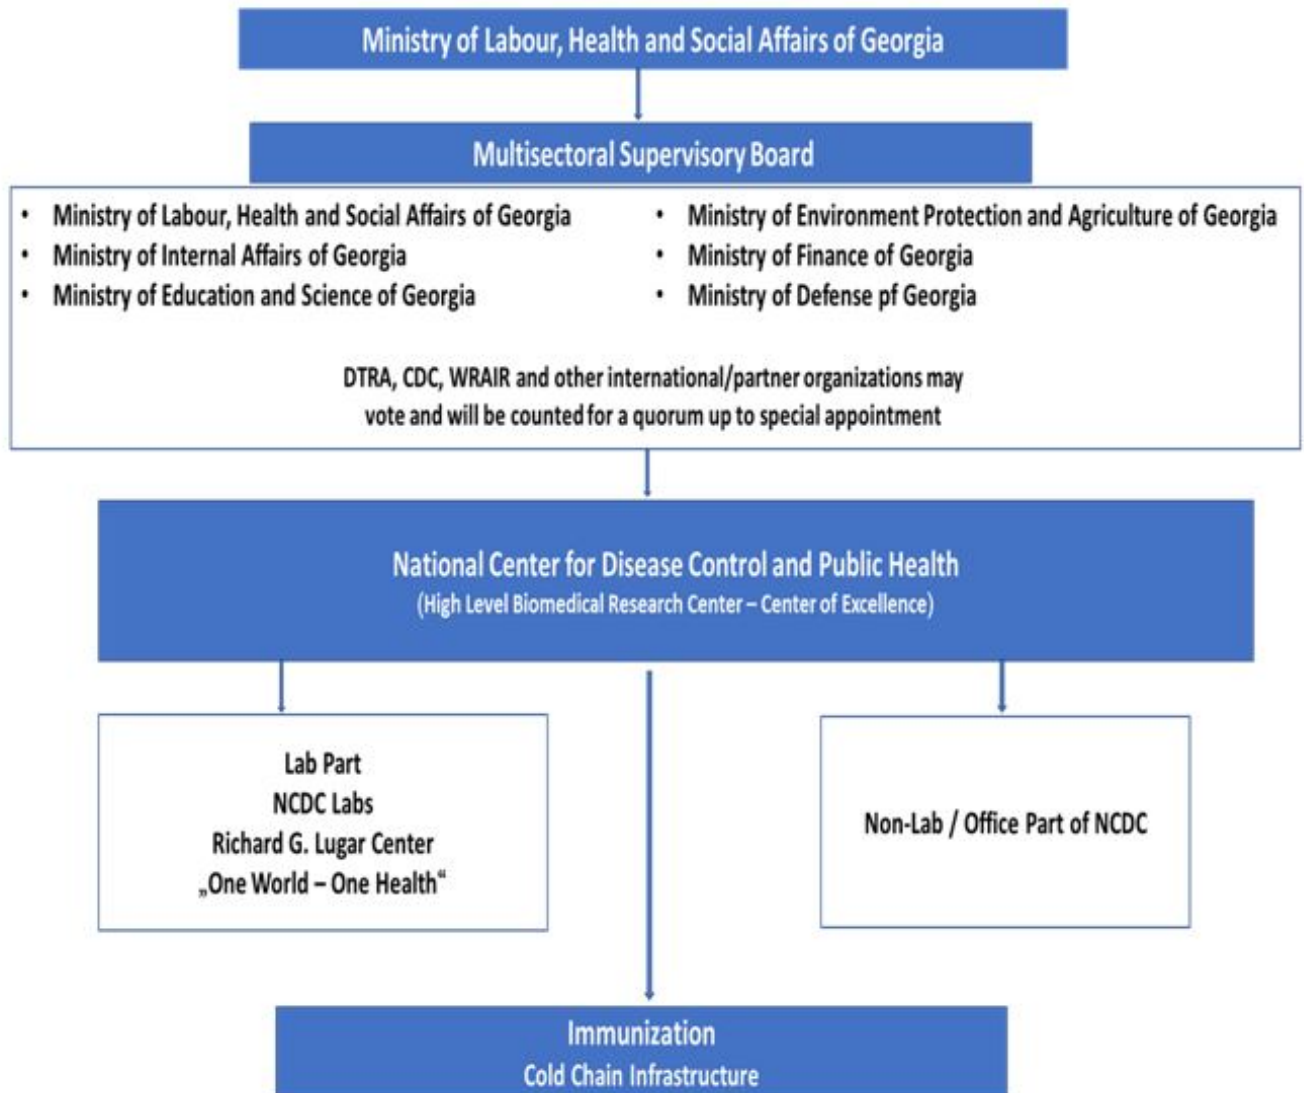 Ministry of Labour, Health and Social Affairs of Georgia
Multisectoral Supervisory Board
• Ministry of Labour, Health and Social Affairs of Georgia
• Ministry of Internal Affairs of Georgia
• Ministry of Education and Science of Georgia
• Ministry of Environment Protection and Agriculture of Georgia
• Ministry of Finance of Georgia
• Ministry of Defense pf Georgia
DTRA, CDC, WRAIR and other international/partner organizations may
vote and will be counted for a quorum up to special appointment
National Center for Disease Control and Public Health
(High Level Biomedical Research Center – Center of Excellence)
Lab Part
NCDC Labs
Richard G. Lugar Center
„One World – One Health“
Non-Lab / Office Part of NCDC
Immunization
Cold Chain Infrastructure